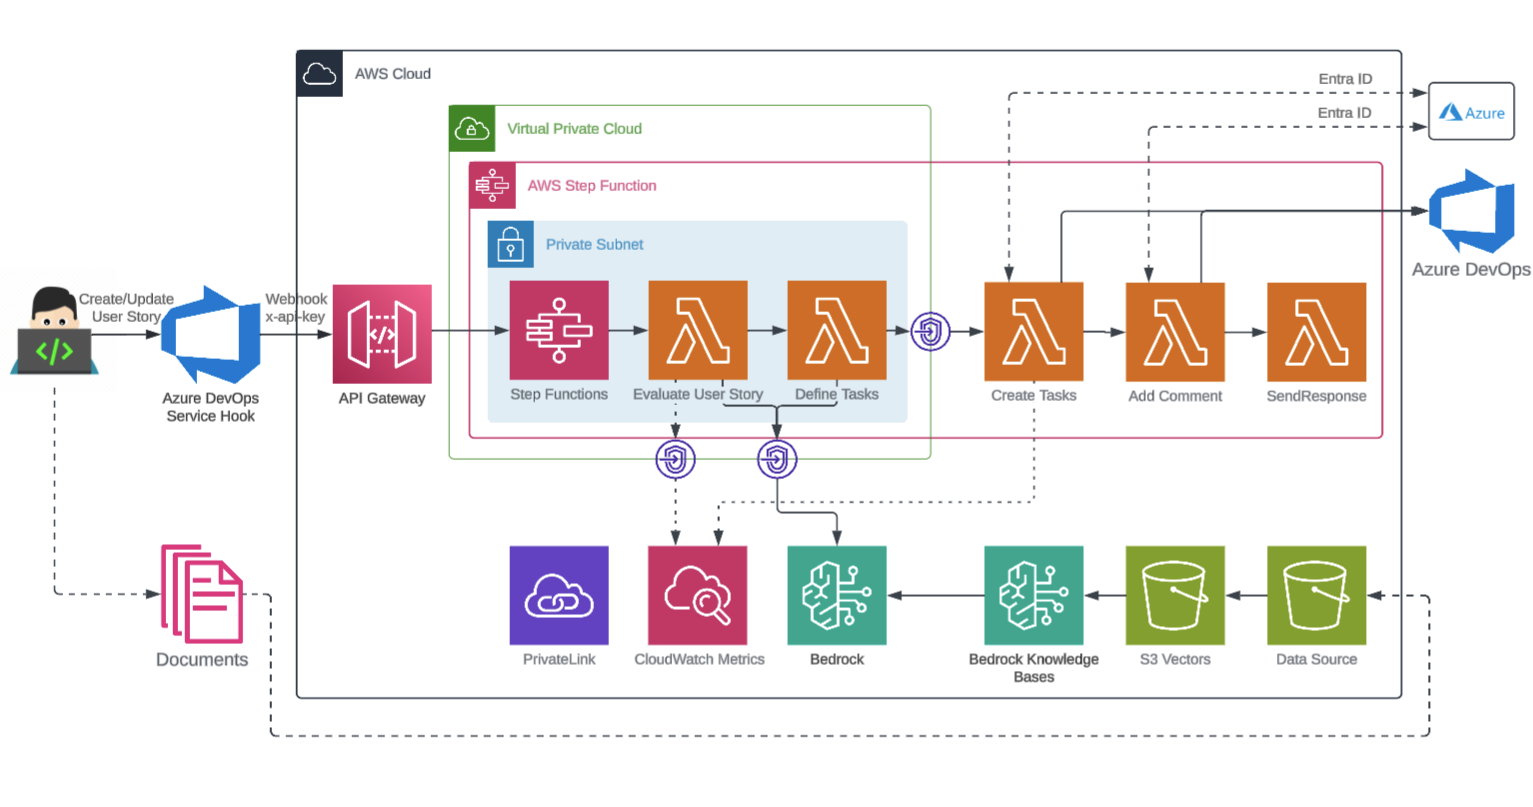 AWS Cloud
Entra ID
Entra ID
Azure
Virtual Private Cloud
AWS Step Function
Private Subnet
Azure DevOps
Create/Update
User Story
Webhook
x-api-key
</>
</>
Azure DevOps
Service Hook
API Gateway
Step Functions
Evaluate User Story
Define Tasks
Create Tasks
Add Comment
SendResponse
Documents
PrivateLink
CloudWatch Metrics
Bedrock
Bedrock Knowledge
Bases
S3 Vectors
Data Source